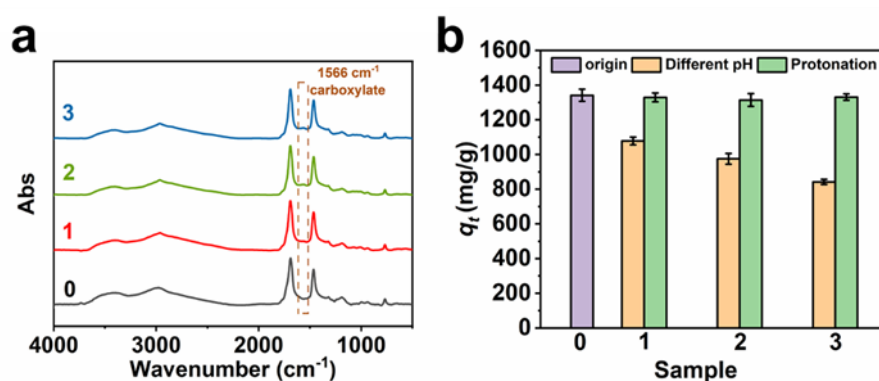 a
1566 cm⁻¹
carboxylate
3
2
1
0
Abs
4000 3000 2000 1000
Wavenumber (cm⁻¹)
b
origin Different pH Protonation
1600
1400
1200
1000
800
600
400
200
0
qt (mg/g)
0 1 2 3
Sample